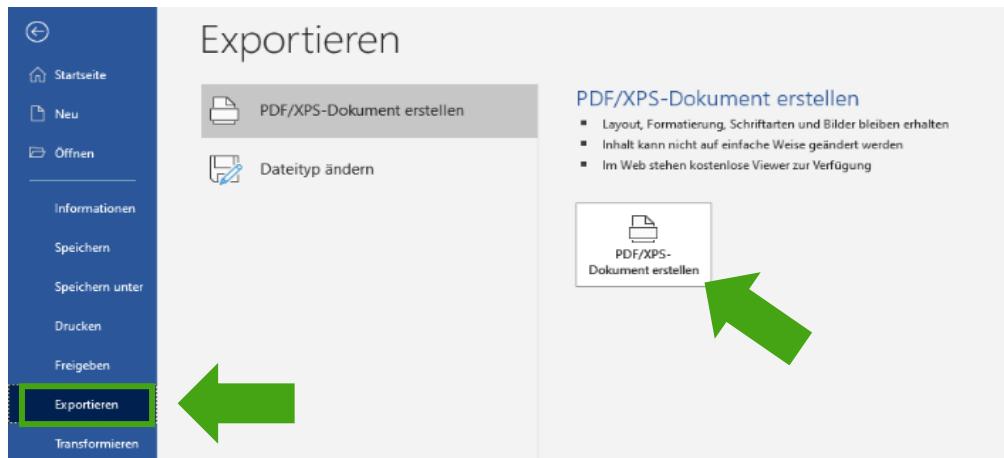 Exportieren
Startseite
Neu
Öffnen
Informationen
Speichern
Speichern unter
Drucken
Freigeben
Exportieren
Transformieren
PDF/XPS-Dokument erstellen
Dateityp ändern
PDF/XPS-Dokument erstellen
Layout, Formatierung, Schriftarten und Bilder bleiben erhalten
Inhalt kann nicht auf einfache Weise geändert werden
Im Web stehen kostenlose Viewer zur Verfügung
PDF/XPS-
Dokument erstellen